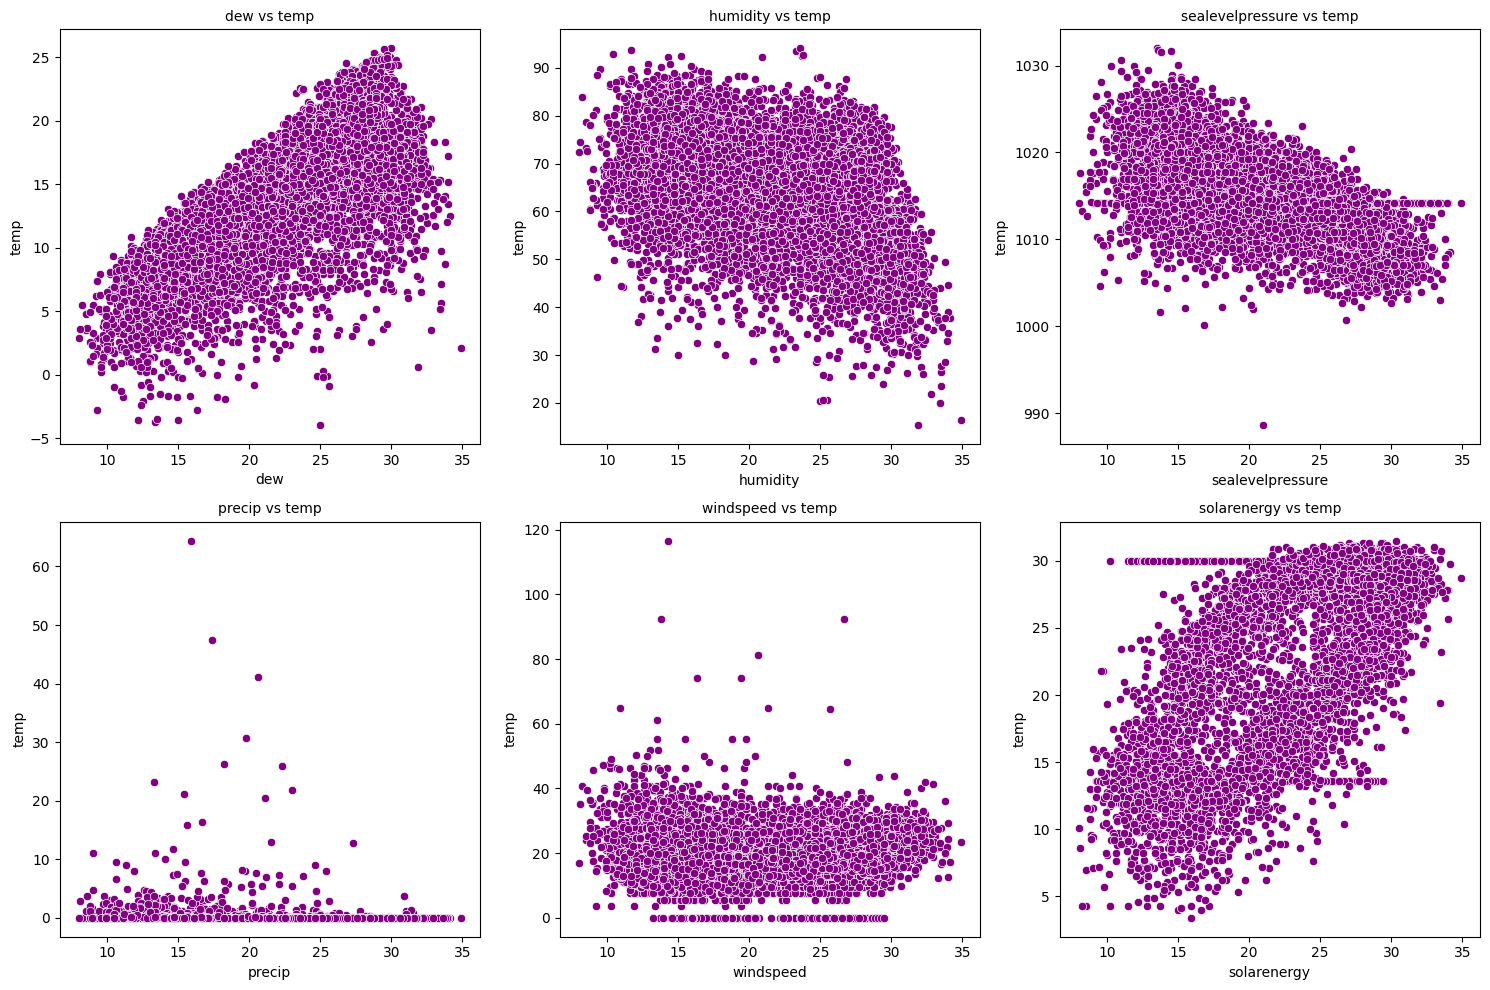 dew vs temp
25
20
15
10
5
0
−5
temp
10 15 20 25 30 35
dew
humidity vs temp
90
80
70
60
50
40
30
20
temp
10 15 20 25 30 35
humidity
sealevelpressure vs temp
1030
1020
1010
1000
990
temp
10 15 20 25 30 35
sealevelpressure
precip vs temp
60
50
40
30
20
10
0
temp
10 15 20 25 30 35
precip
windspeed vs temp
120
100
80
60
40
20
0
temp
10 15 20 25 30 35
windspeed
solarenergy vs temp
30
25
20
15
10
5
temp
10 15 20 25 30 35
solarenergy